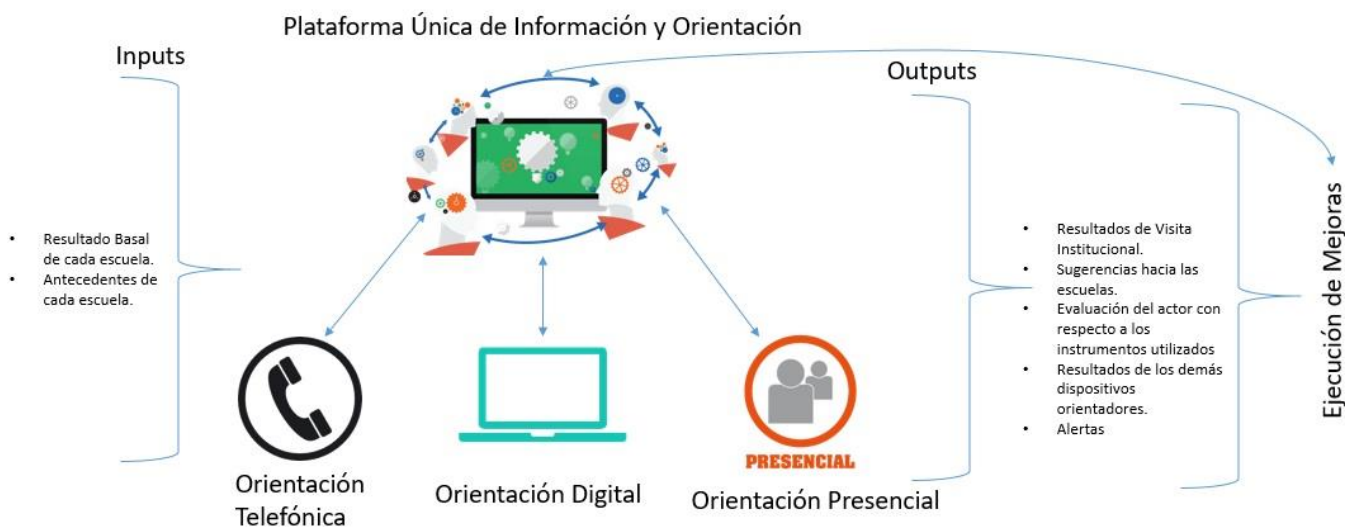 Plataforma Única de Información y Orientación
Inputs
Outputs
• Resultado Basal
de cada escuela.
• Antecedentes de
cada escuela.
• Resultados de Visita
Institucional.
• Sugerencias hacia las
escuelas.
• Evaluación del actor con
respecto a los
instrumentos utilizados
• Resultados de los demás
dispositivos
orientadores.
• Alertas
Ejecución de Mejoras
PRESENCIAL
Orientación
Telefónica
Orientación Digital
Orientación Presencial